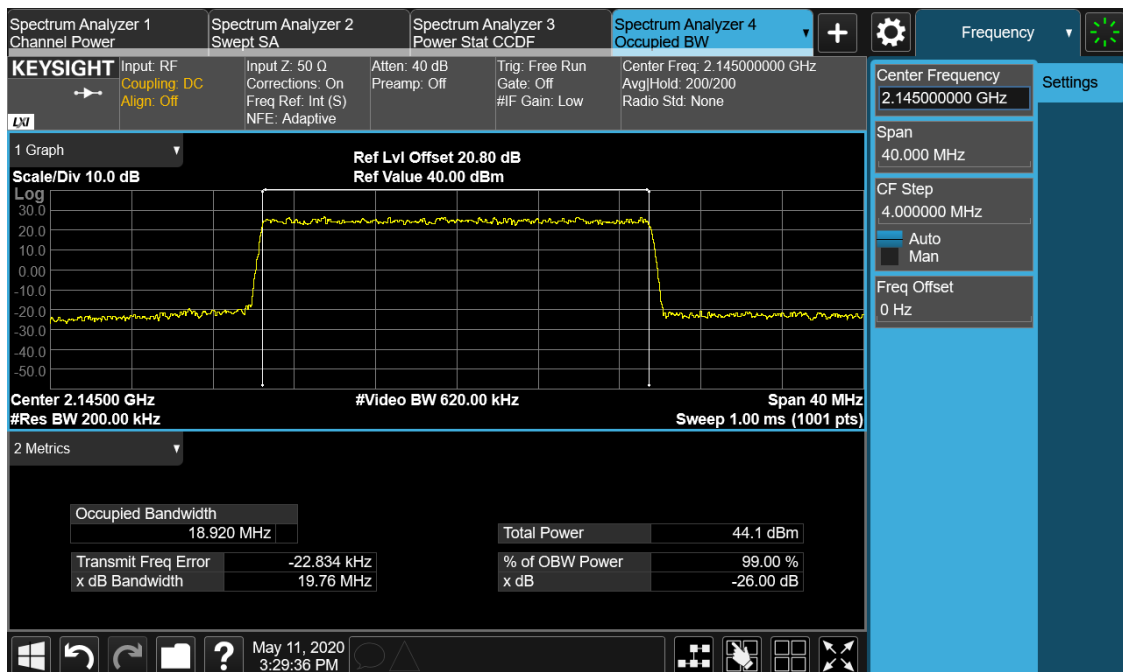 Spectrum Analyzer 1
Channel Power
Spectrum Analyzer 2
Swept SA
Spectrum Analyzer 3
Power Stat CCDF
Spectrum Analyzer 4
Occupied BW
Frequency
KEYSIGHT
LXI
Input: RF
Coupling: DC
Align: Off
Input Z: 50 Ω
Corrections: On
Freq Ref: Int (S)
NFE: Adaptive
Atten: 40 dB
Preamp: Off
Trig: Free Run
Gate: Off
#IF Gain: Low
Center Freq: 2.145000000 GHz
Avg|Hold: 200/200
Radio Std: None
Center Frequency
2.145000000 GHz
Settings
Span
40.000 MHz
CF Step
4.000000 MHz
Auto
Man
Freq Offset
0 Hz
1 Graph
Scale/Div 10.0 dB
Ref Lvl Offset 20.80 dB
Ref Value 40.00 dBm
Log
30.0
20.0
10.0
0.00
-10.0
-20.0
-30.0
-40.0
-50.0
Center 2.14500 GHz
#Video BW 620.00 kHz
Span 40 MHz
#Res BW 200.00 kHz
Sweep 1.00 ms (1001 pts)
2 Metrics
Occupied Bandwidth
18.920 MHz
Total Power 44.1 dBm
Transmit Freq Error -22.834 kHz
% of OBW Power 99.00 %
x dB Bandwidth 19.76 MHz
x dB -26.00 dB
?
May 11, 2020
3:29:36 PM